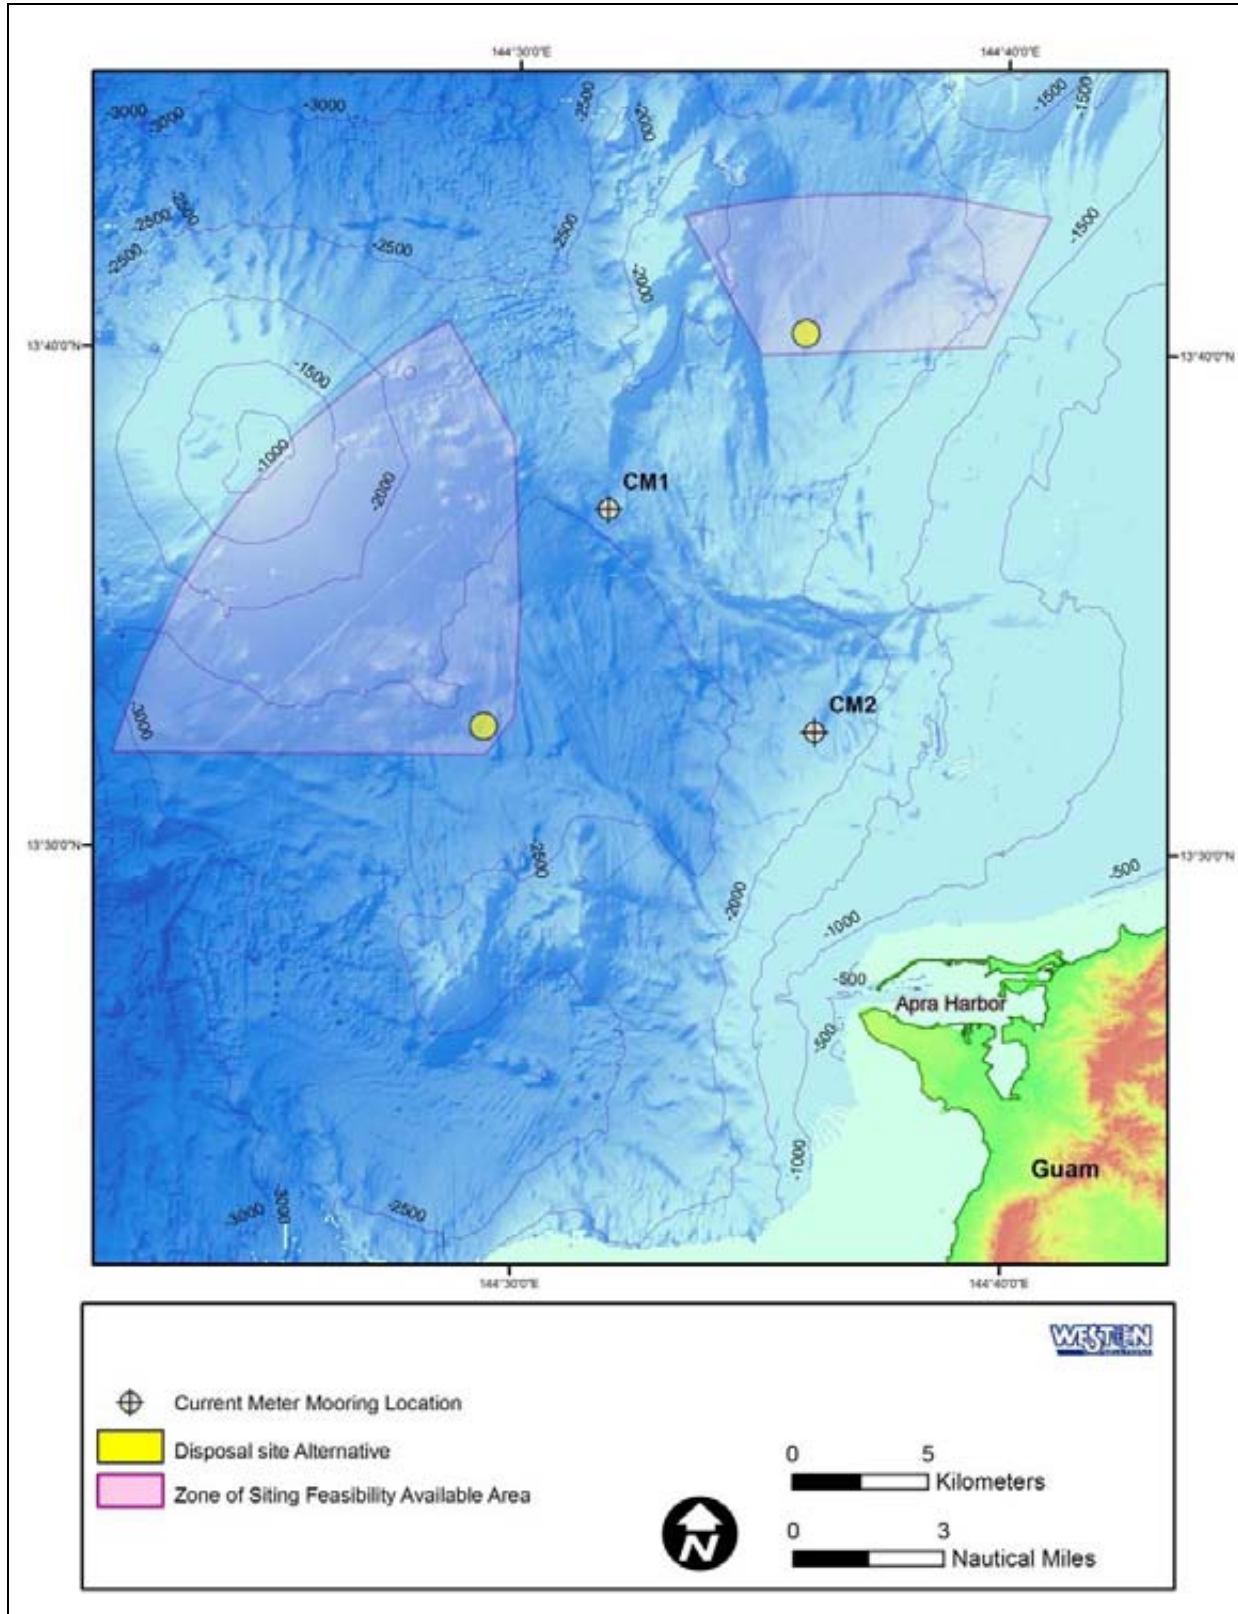 144°30'0"E
144°40'0"E
-3000
-3000
-3000
-2500
-2000
-1500
-1500
-2500
-2500
-2500
-2500
-2500
-2000
-1500
13°40'0"N
13°40'0"N
-1500
-1000
-2000
CM1
CM2
-3000
13°30'0"N
13°30'0"N
-2500
-2000
-1000
-500
-500
Apra Harbor
-500
-1000
Guam
-3000
-3000
-2500
144°30'0"E
144°40'0"E
WESTON
Current Meter Mooring Location
Disposal site Alternative
Zone of Siting Feasibility Available Area
0 5
Kilometers
0 3
Nautical Miles
N